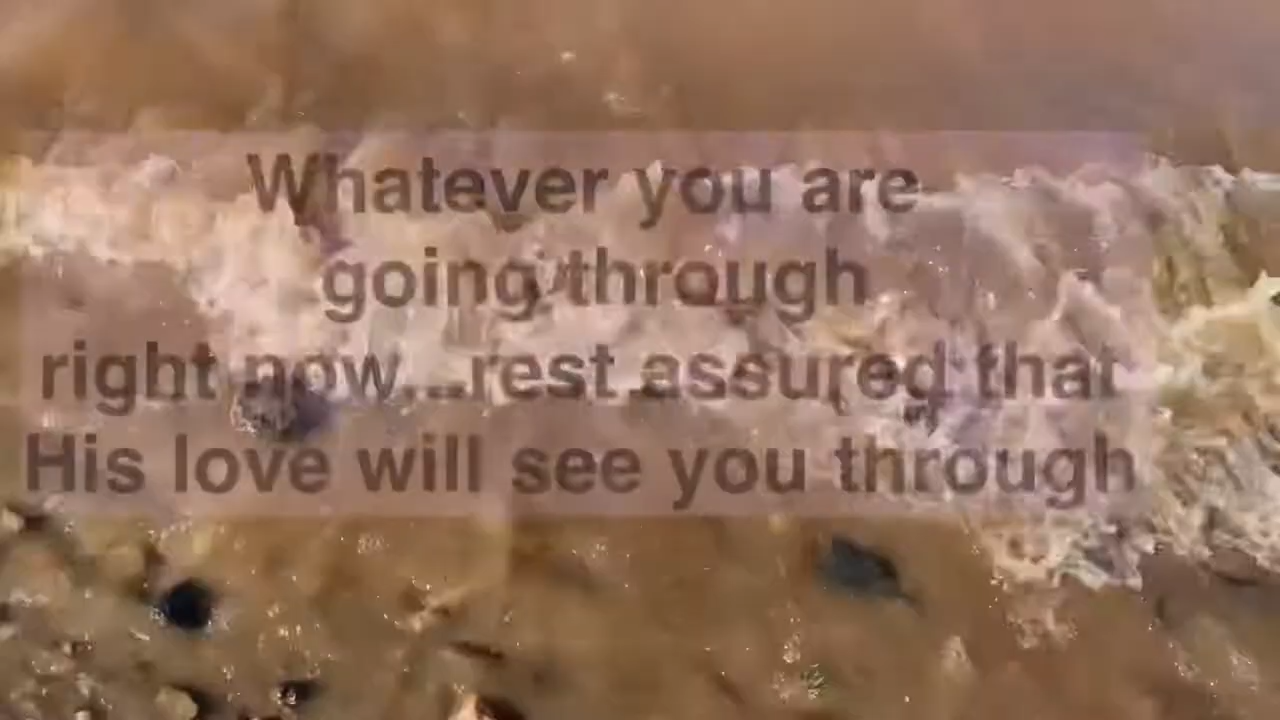 Whatever you are
going through
right now...rest assured that
His love will see you through